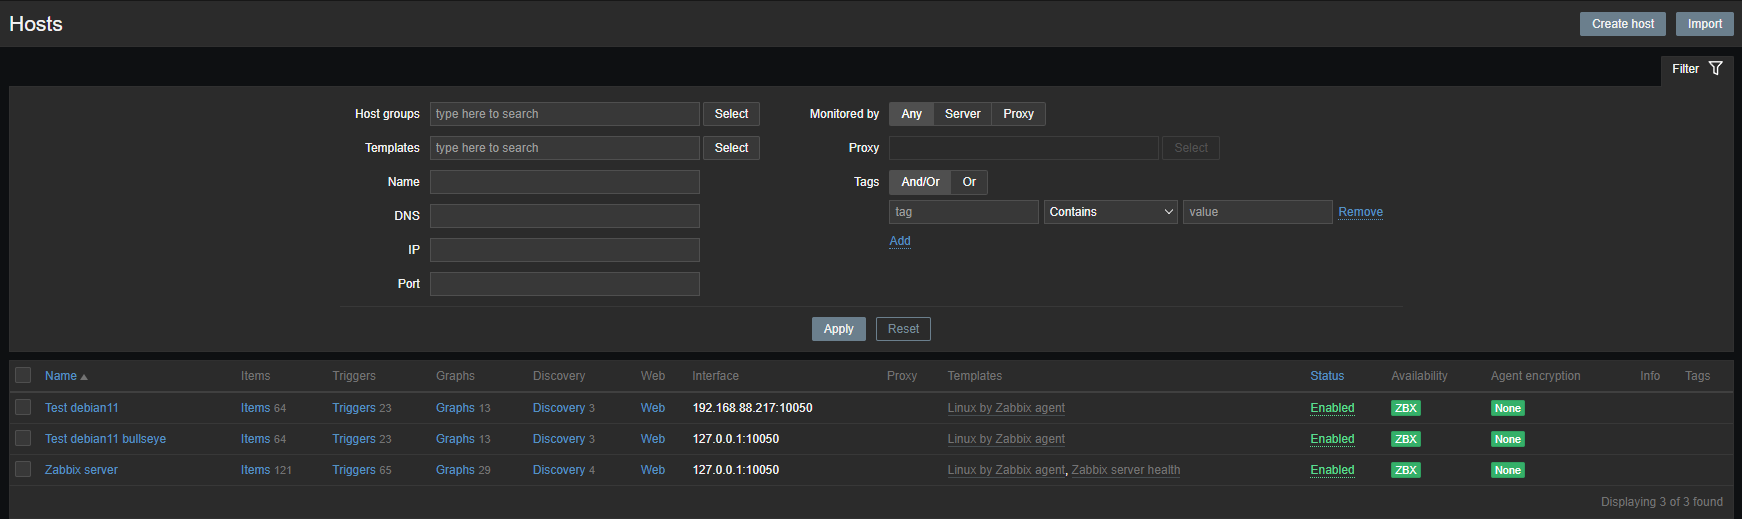 Hosts Create host Import
Filter
Host groups type here to search Select Monitored by Any Server Proxy
Templates type here to search Select Proxy Select
Name Tags And/Or Or
DNS tag Contains value Remove
Add
IP
Port
Apply Reset
Name Items Triggers Graphs Discovery Web Interface Proxy Templates Status Availability Agent encryption Info Tags
Test debian11 Items 64 Triggers 23 Graphs 13 Discovery 3 Web 192.168.88.217:10050 Linux by Zabbix agent Enabled ZBX None
Test debian11 bullseye Items 64 Triggers 23 Graphs 13 Discovery 3 Web 127.0.0.1:10050 Linux by Zabbix agent Enabled ZBX None
Zabbix server Items 121 Triggers 65 Graphs 29 Discovery 4 Web 127.0.0.1:10050 Linux by Zabbix agent, Zabbix server health Enabled ZBX None
Displaying 3 of 3 found